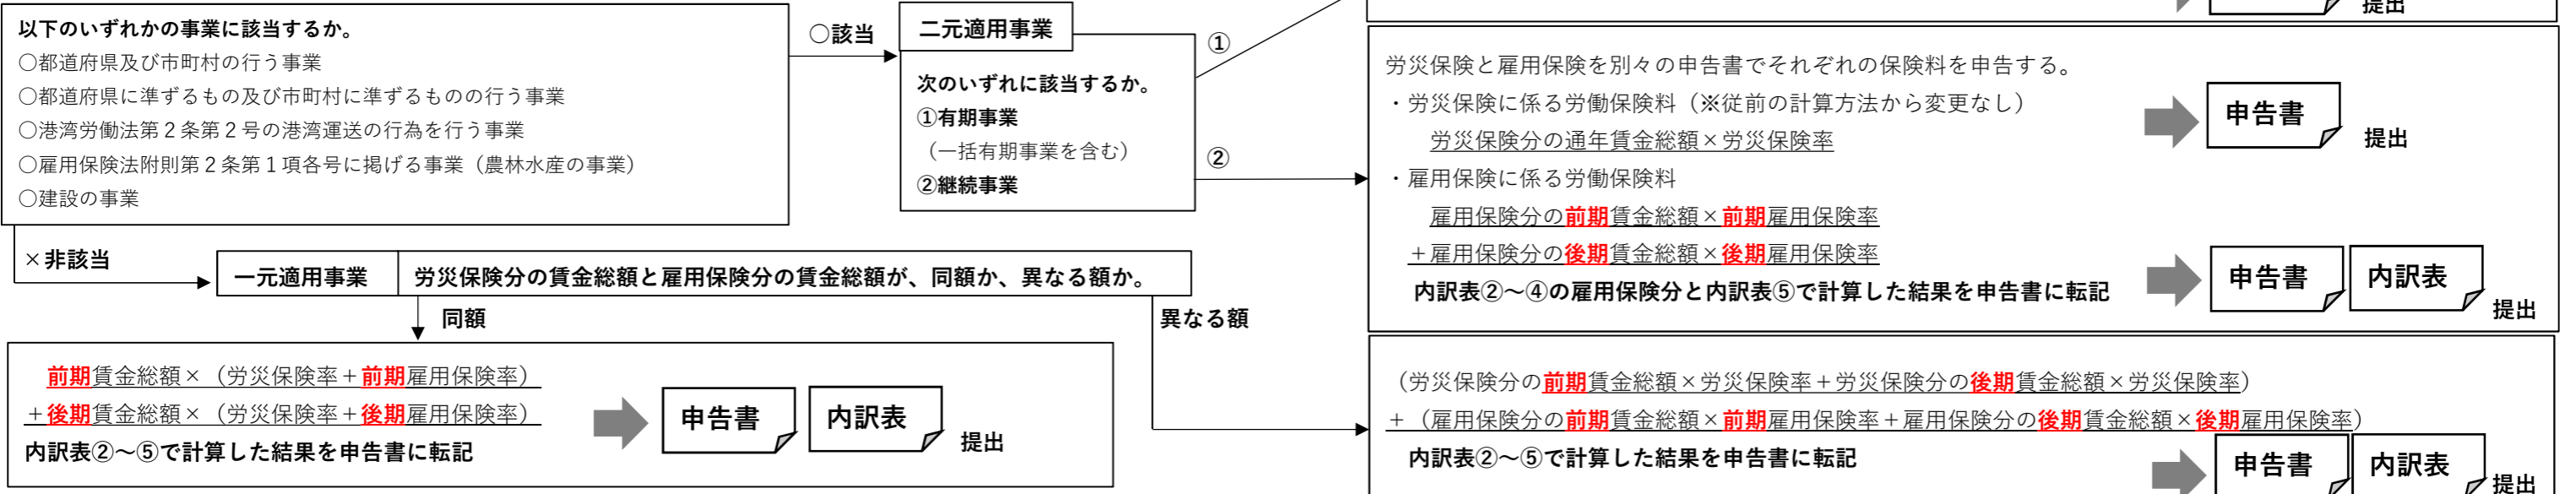 以下のいずれかの事業に該当するか。
○都道府県及び市町村の行う事業
○都道府県に準ずるもの及び市町村に準ずるものの行う事業
○港湾労働法第２条第２号の港湾運送の行為を行う事業
○雇用保険法附則第２条第１項各号に掲げる事業（農林水産の事業）
○建設の事業
○該当
二元適用事業
次のいずれに該当するか。
①有期事業
（一括有期事業を含む）
②継続事業
①
②
提出
労災保険と雇用保険を別々の申告書でそれぞれの保険料を申告する。
・労災保険に係る労働保険料（※従前の計算方法から変更なし）
労災保険分の通年賃金総額×労災保険率
申告書
提出
・雇用保険に係る労働保険料
雇用保険分の前期賃金総額×前期雇用保険率
＋雇用保険分の後期賃金総額×後期雇用保険率
内訳表②～④の雇用保険分と内訳表⑤で計算した結果を申告書に転記
申告書
内訳表
提出
×非該当
一元適用事業
労災保険分の賃金総額と雇用保険分の賃金総額が、同額か、異なる額か。
同額
異なる額
前期賃金総額×（労災保険率＋前期雇用保険率）
＋後期賃金総額×（労災保険率＋後期雇用保険率）
内訳表②～⑤で計算した結果を申告書に転記
申告書
内訳表
提出
（労災保険分の前期賃金総額×労災保険率＋労災保険分の後期賃金総額×労災保険率）
＋（雇用保険分の前期賃金総額×前期雇用保険率＋雇用保険分の後期賃金総額×後期雇用保険率）
内訳表②～⑤で計算した結果を申告書に転記
申告書
内訳表
提出